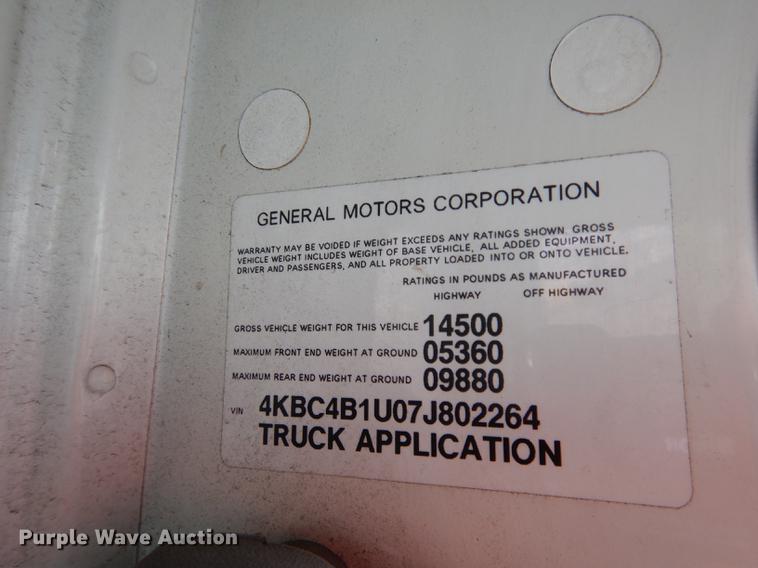 GENERAL MOTORS CORPORATION
WARRANTY MAY BE VOIDED IF WEIGHT EXCEEDS ANY RATINGS SHOWN. GROSS
VEHICLE WEIGHT INCLUDES WEIGHT OF BASE VEHICLE, ALL ADDED EQUIPMENT,
DRIVER AND PASSENGERS, AND ALL PROPERTY LOADED INTO OR ONTO VEHICLE.
RATINGS IN POUNDS AS MANUFACTURED
HIGHWAY OFF HIGHWAY
GROSS VEHICLE WEIGHT FOR THIS VEHICLE 14500
MAXIMUM FRONT END WEIGHT AT GROUND 05360
MAXIMUM REAR END WEIGHT AT GROUND 09880
VIN 4KBC4B1U07J802264
TRUCK APPLICATION
Purple Wave Auction